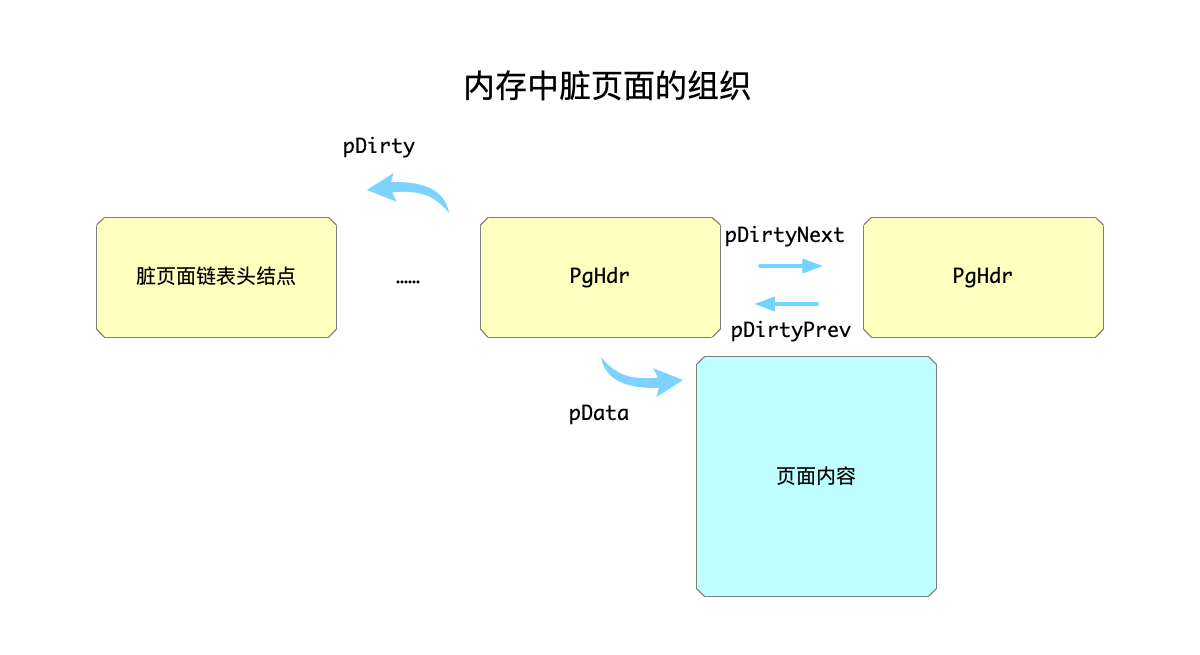 内存中脏页面的组织
pDirty
脏页面链表头结点
……
PgHdr
pDirtyNext
pDirtyPrev
PgHdr
pData
页面内容